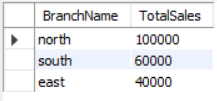 BranchName TotalSales
north 100000
south 60000
east 40000